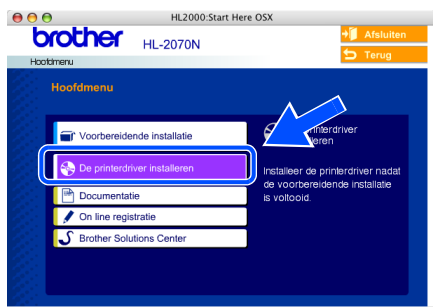 HL2000:Start Here OSX
brother
HL-2070N
Afsluiten
Terug
Hoofdmenu
Hoofdmenu
Voorbereidende installatie
De printerdriver installeren
Documentatie
On line registratie
Brother Solutions Center
Installeer de printerdriver nadat
de voorbereidende installatie
is voltooid.